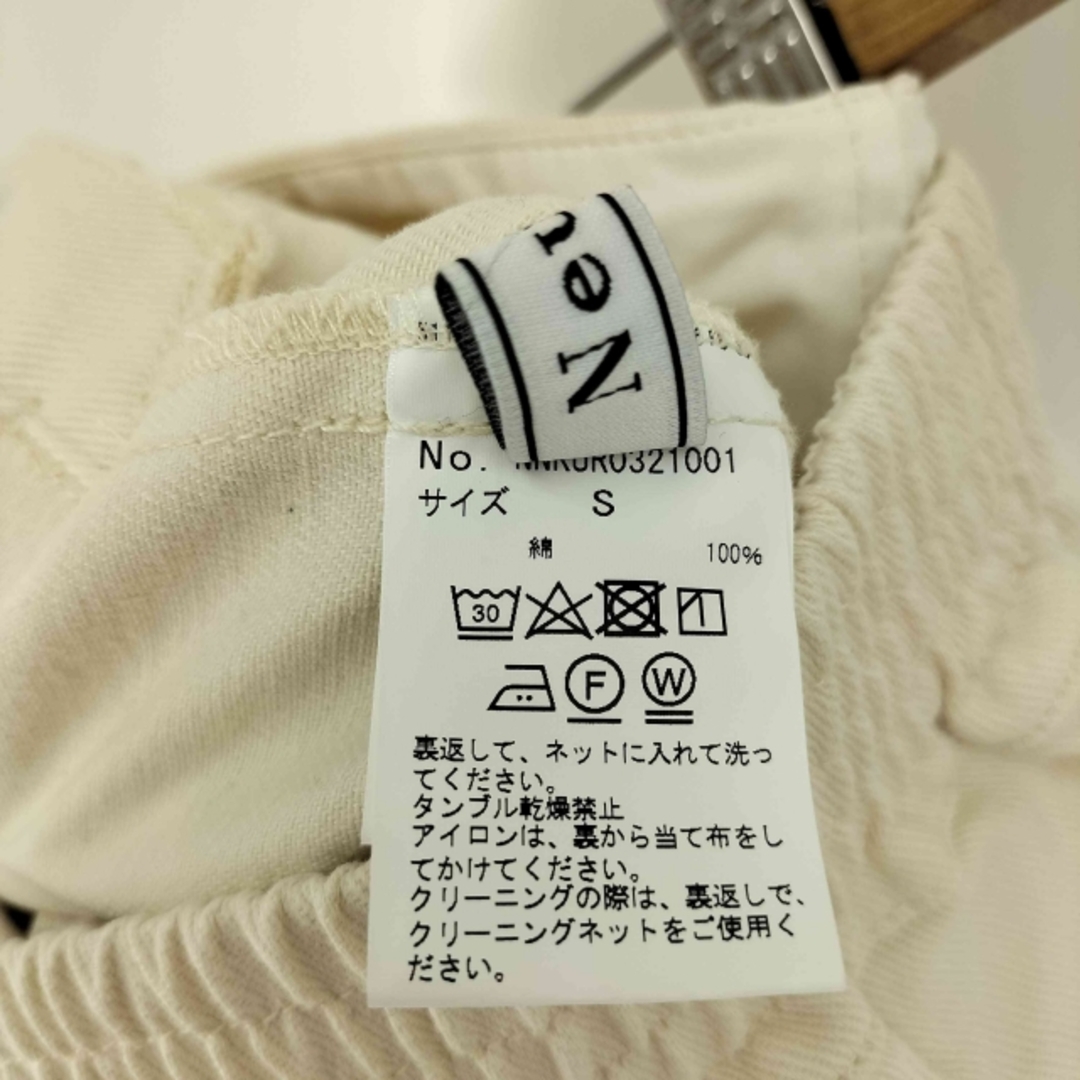 Ner
No. NNKUR0321001
サイズ S
綿 100%
30
F W
裏返して、ネットに入れて洗っ
てください。
タンブル乾燥禁止
アイロンは、裏から当て布をし
てかけてください。
クリーニングの際は、裏返しで、
クリーニングネットをご使用く
ださい。